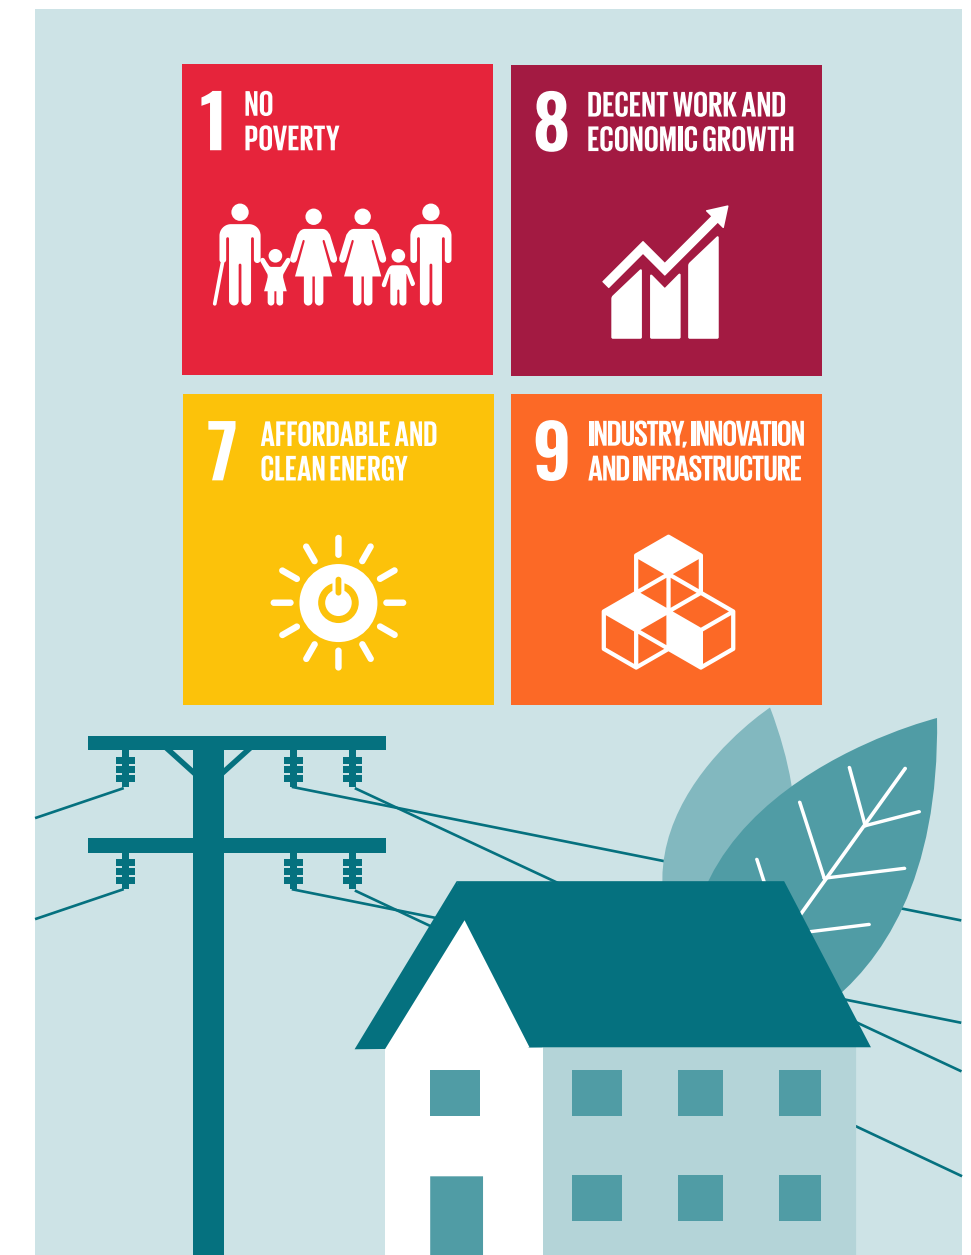 1 NO
POVERTY
8 DECENT WORK AND
ECONOMIC GROWTH
7 AFFORDABLE AND
CLEAN ENERGY
9 INDUSTRY, INNOVATION
AND INFRASTRUCTURE